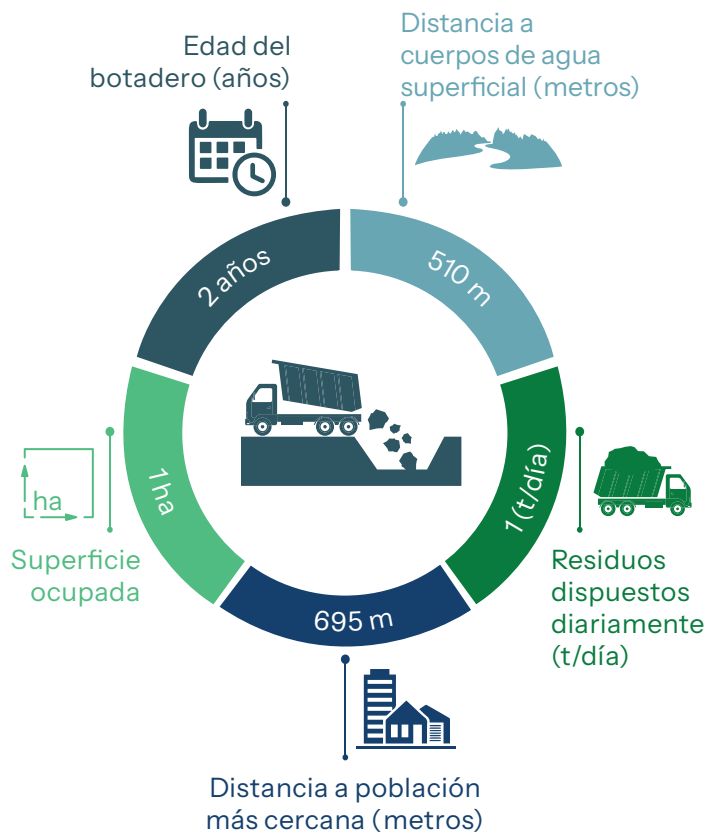 Edad del
botadero (años)
Distancia a
cuerpos de agua
superficial (metros)
2 años
510 m
1 ha
1 (t/día)
695 m
ha
Superficie
ocupada
Residuos
dispuestos
diariamente
(t/día)
Distancia a población
más cercana (metros)